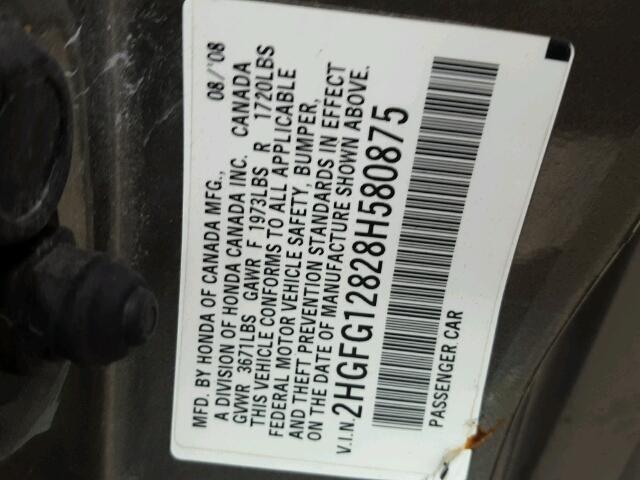 MFD. BY HONDA OF CANADA MFG., 08/'08
A DIVISION OF HONDA CANADA INC. CANADA
GVWR 3671LBS GAWR F 1973LBS R 1720LBS
THIS VEHICLE CONFORMS TO ALL APPLICABLE
FEDERAL MOTOR VEHICLE SAFETY, BUMPER,
AND THEFT PREVENTION STANDARDS IN EFFECT
ON THE DATE OF MANUFACTURE SHOWN ABOVE.
V.I.N. 2HGFG12828H580875
PASSENGER CAR